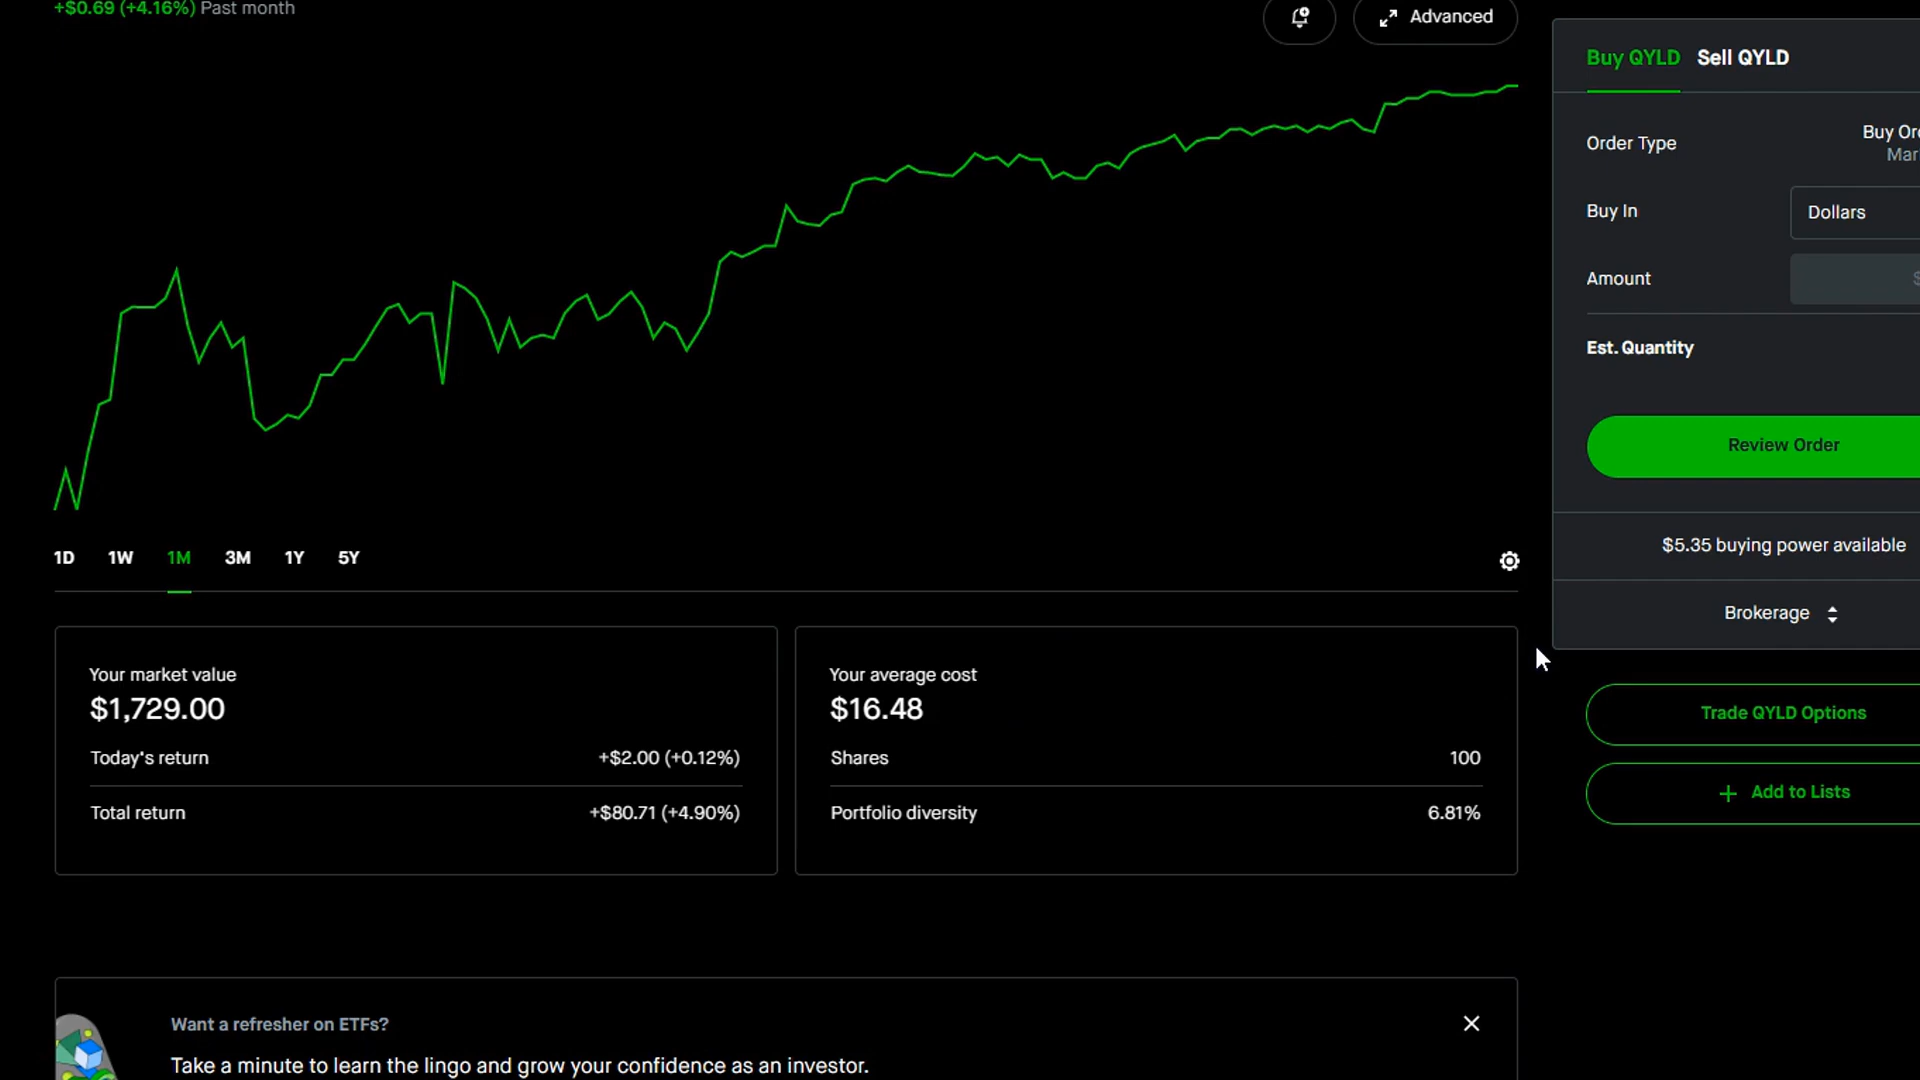 +$0.69 (+4.16%) Past month
Advanced
Buy QYLD Sell QYLD
Order Type
Buy In
Dollars
Amount
Est. Quantity
Review Order
$5.35 buying power available
Brokerage
Trade QYLD Options
+ Add to Lists
1D 1W 1M 3M 1Y 5Y
Your market value
$1,729.00
Today's return +$2.00 (+0.12%)
Total return +$80.71 (+4.90%)
Your average cost
$16.48
Shares 100
Portfolio diversity 6.81%
Want a refresher on ETFs?
Take a minute to learn the lingo and grow your confidence as an investor.